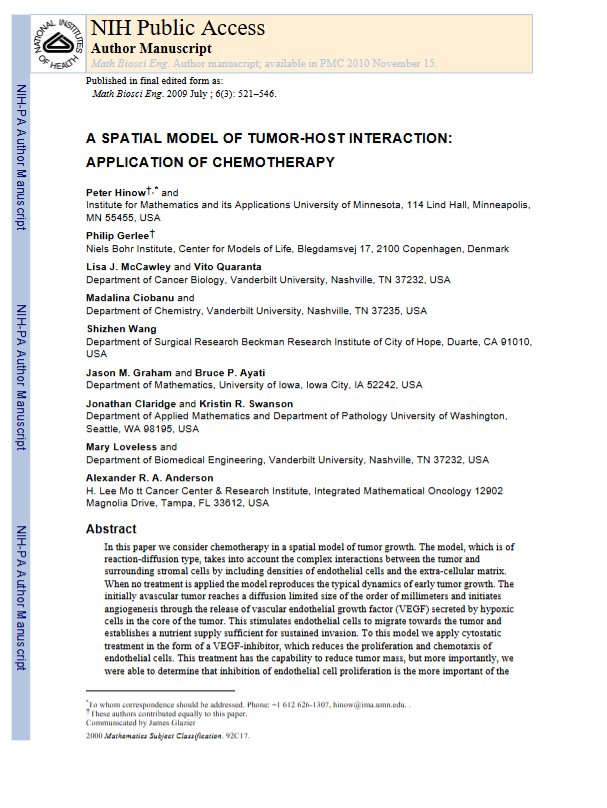 NATIONAL INSTITUTES
OF HEALTH
NIH Public Access
Author Manuscript
Math Biosci Eng. Author manuscript; available in PMC 2010 November 15.
Published in final edited form as:
Math Biosci Eng. 2009 July ; 6(3): 521–546.
A SPATIAL MODEL OF TUMOR-HOST INTERACTION:
APPLICATION OF CHEMOTHERAPY
Peter Hinow†,* and
Institute for Mathematics and its Applications University of Minnesota, 114 Lind Hall, Minneapolis,
MN 55455, USA
Philip Gerlee†
Niels Bohr Institute, Center for Models of Life, Blegdamsvej 17, 2100 Copenhagen, Denmark
Lisa J. McCawley and Vito Quaranta
Department of Cancer Biology, Vanderbilt University, Nashville, TN 37232, USA
Madalina Ciobanu and
Department of Chemistry, Vanderbilt University, Nashville, TN 37235, USA
Shizhen Wang
Department of Surgical Research Beckman Research Institute of City of Hope, Duarte, CA 91010,
USA
Jason M. Graham and Bruce P. Ayati
Department of Mathematics, University of Iowa, Iowa City, IA 52242, USA
Jonathan Claridge and Kristin R. Swanson
Department of Applied Mathematics and Department of Pathology University of Washington,
Seattle, WA 98195, USA
Mary Loveless and
Department of Biomedical Engineering, Vanderbilt University, Nashville, TN 37232, USA
Alexander R. A. Anderson
H. Lee Mo tt Cancer Center & Research Institute, Integrated Mathematical Oncology 12902
Magnolia Drive, Tampa, FL 33612, USA
Abstract
In this paper we consider chemotherapy in a spatial model of tumor growth. The model, which is of
reaction-diffusion type, takes into account the complex interactions between the tumor and
surrounding stromal cells by including densities of endothelial cells and the extra-cellular matrix.
When no treatment is applied the model reproduces the typical dynamics of early tumor growth. The
initially avascular tumor reaches a diffusion limited size of the order of millimeters and initiates
angiogenesis through the release of vascular endothelial growth factor (VEGF) secreted by hypoxic
cells in the core of the tumor. This stimulates endothelial cells to migrate towards the tumor and
establishes a nutrient supply sufficient for sustained invasion. To this model we apply cytostatic
treatment in the form of a VEGF-inhibitor, which reduces the proliferation and chemotaxis of
endothelial cells. This treatment has the capability to reduce tumor mass, but more importantly, we
were able to determine that inhibition of endothelial cell proliferation is the more important of the
*To whom correspondence should be addressed. Phone: +1 612 626-1307, hinow@ima.umn.edu. .
†These authors contributed equally to this paper.
Communicated by James Glazier
2000 Mathematics Subject Classification. 92C17.
NIH-PA Author Manuscript
NIH-PA Author Manuscript
NIH-PA Author Manuscript